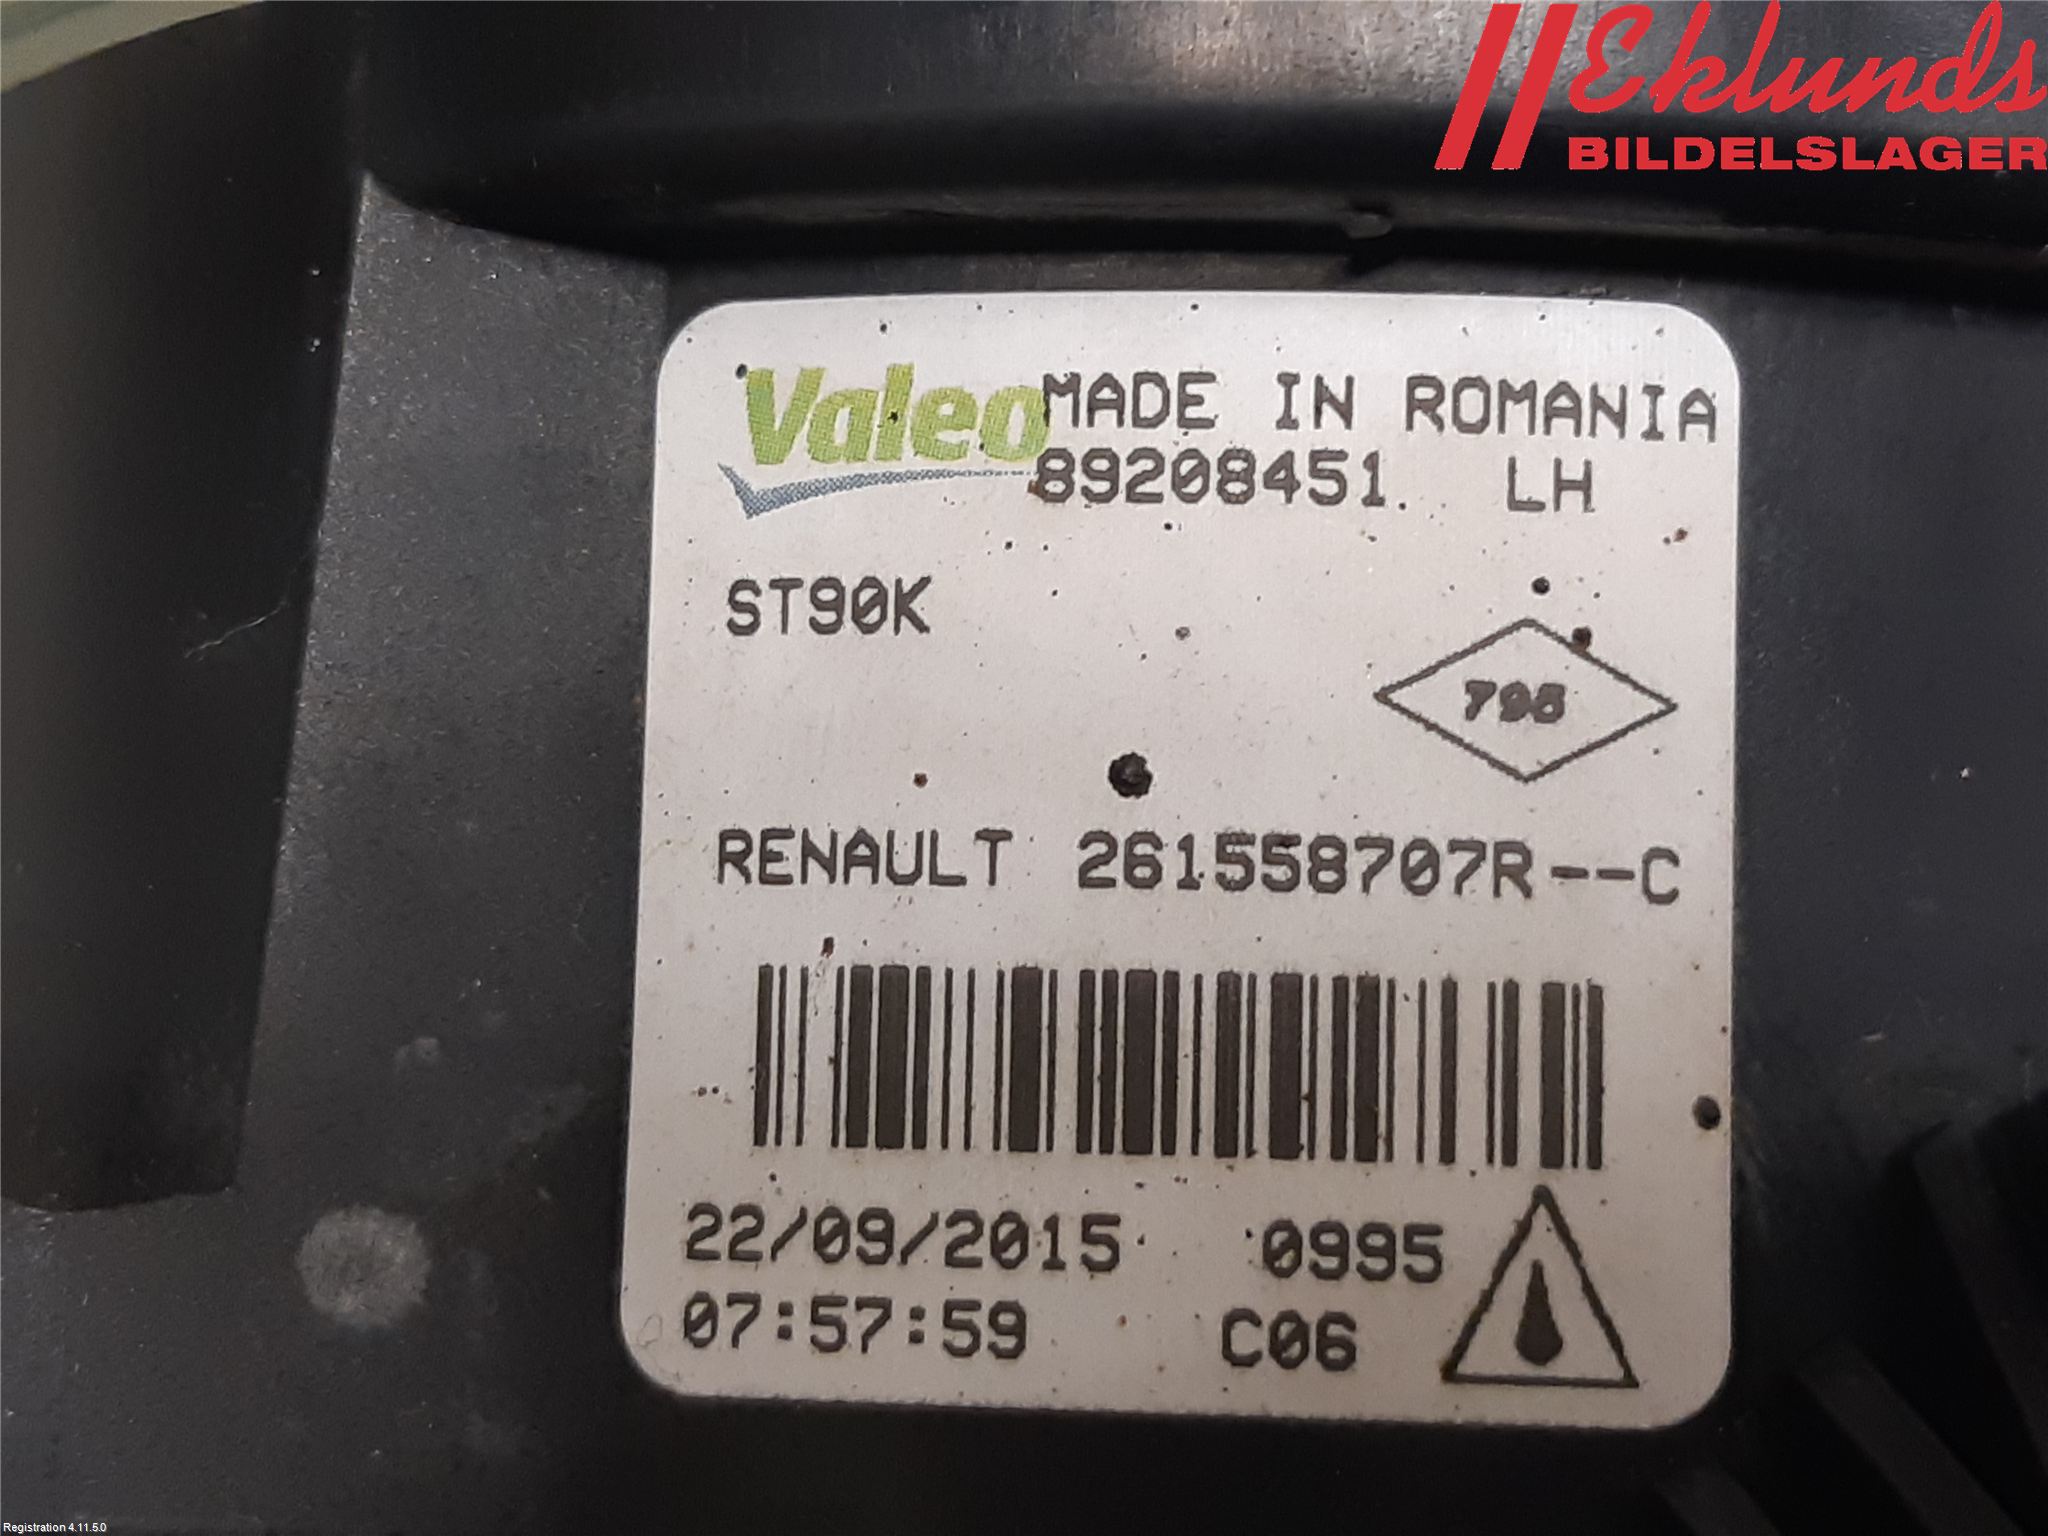 Eklunds
BILDELSLAGER
Valeo MADE IN ROMANIA
89208451 LH
ST90K
795
RENAULT 261558707R--C
22/09/2015 0995
07:57:59 C06
Registration 4.11.5.0